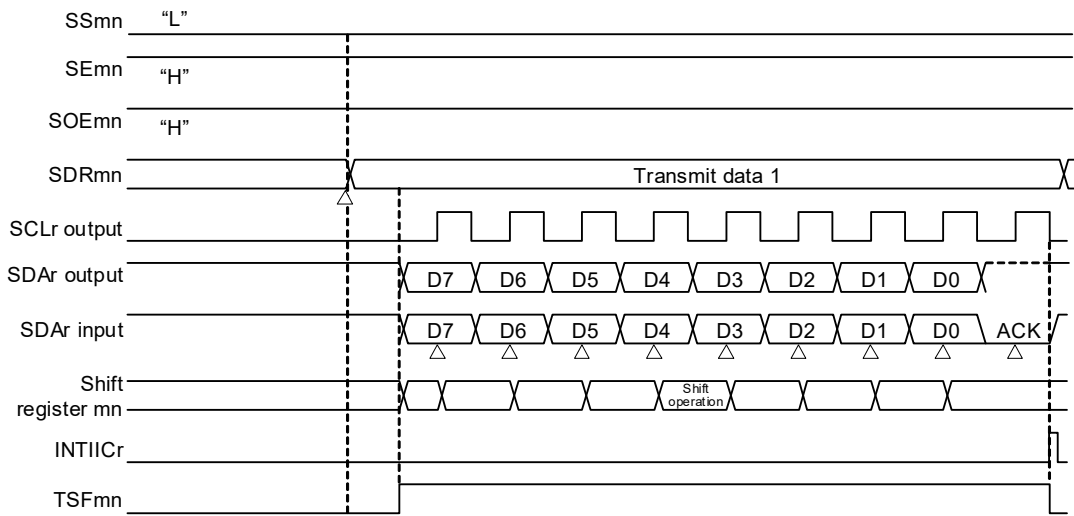 SSmn “L”
SEmn “H”
SOEmn “H”
SDRmn Transmit data 1
SCLr output
SDAr output D7 D6 D5 D4 D3 D2 D1 D0
SDAr input D7 D6 D5 D4 D3 D2 D1 D0 ACK
Shift
register mn
Shift
operation
INTIICr
TSFmn